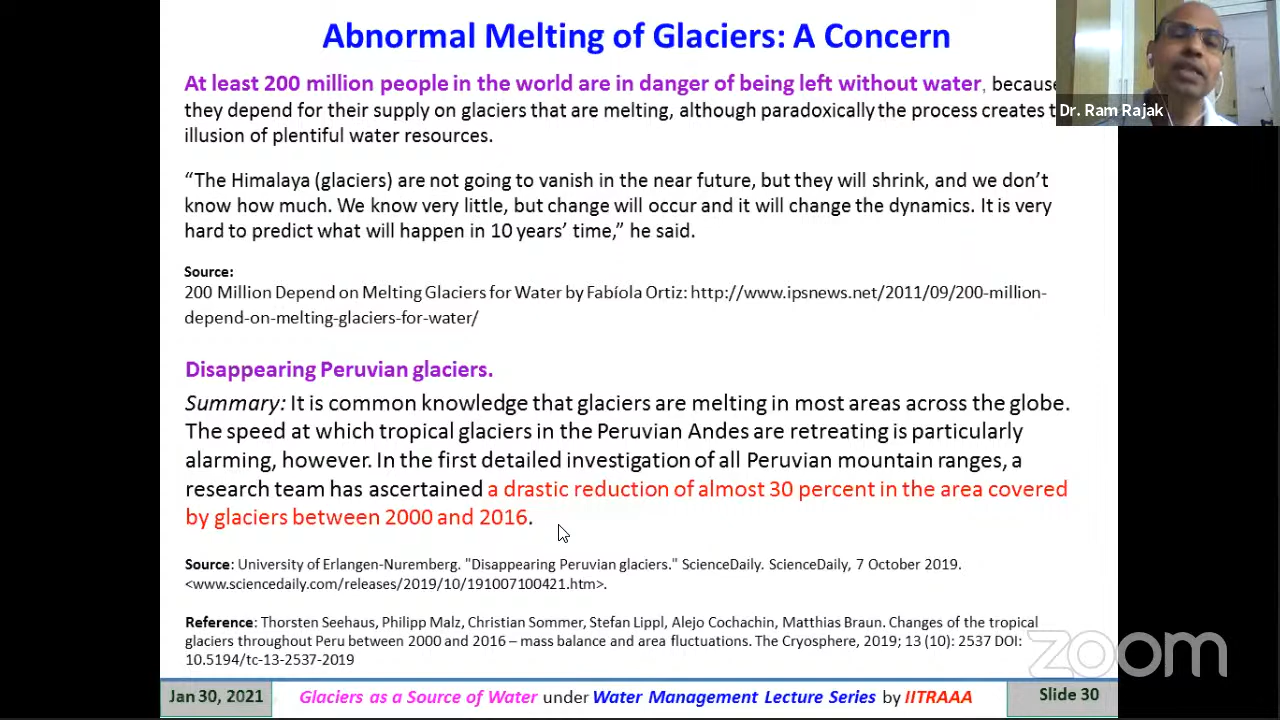 Abnormal Melting of Glaciers: A Concern
At least 200 million people in the world are in danger of being left without water, becaus
they depend for their supply on glaciers that are melting, although paradoxically the process creates t
illusion of plentiful water resources.
“The Himalaya (glaciers) are not going to vanish in the near future, but they will shrink, and we don’t
know how much. We know very little, but change will occur and it will change the dynamics. It is very
hard to predict what will happen in 10 years’ time,” he said.
Source:
200 Million Depend on Melting Glaciers for Water by Fabíola Ortiz: http://www.ipsnews.net/2011/09/200-million-
depend-on-melting-glaciers-for-water/
Disappearing Peruvian glaciers.
Summary: It is common knowledge that glaciers are melting in most areas across the globe.
The speed at which tropical glaciers in the Peruvian Andes are retreating is particularly
alarming, however. In the first detailed investigation of all Peruvian mountain ranges, a
research team has ascertained a drastic reduction of almost 30 percent in the area covered
by glaciers between 2000 and 2016.
Source: University of Erlangen-Nuremberg. "Disappearing Peruvian glaciers." ScienceDaily. ScienceDaily, 7 October 2019.
<www.sciencedaily.com/releases/2019/10/191007100421.htm>.
Reference: Thorsten Seehaus, Philipp Malz, Christian Sommer, Stefan Lippl, Alejo Cochachin, Matthias Braun. Changes of the tropical
glaciers throughout Peru between 2000 and 2016 – mass balance and area fluctuations. The Cryosphere, 2019; 13 (10): 2537 DOI:
10.5194/tc-13-2537-2019
Jan 30, 2021
Glaciers as a Source of Water under Water Management Lecture Series by IITRAAA
Slide 30
Dr. Ram Rajak
zoom